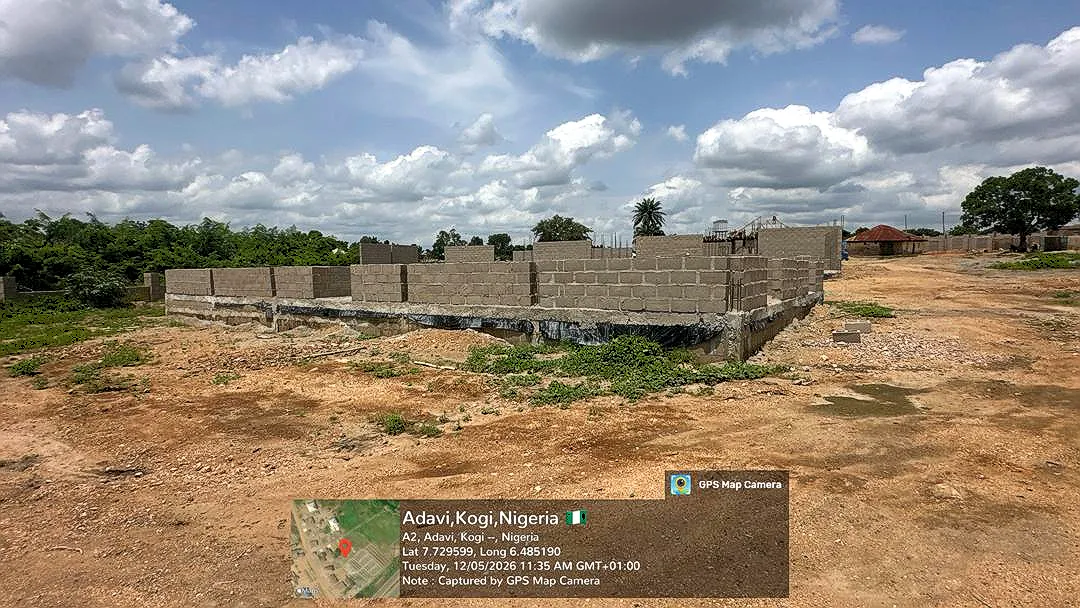 GPS Map Camera
Adavi,Kogi,Nigeria
A2, Adavi, Kogi --, Nigeria
Lat 7.729599, Long 6.485190
Tuesday, 12/05/2026 11:35 AM GMT+01:00
Note : Captured by GPS Map Camera